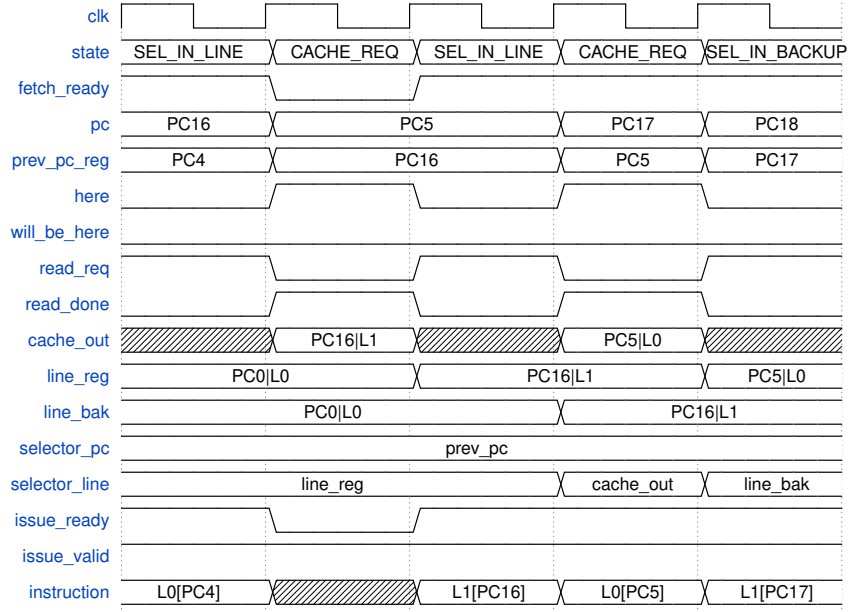 clk
state SEL_IN_LINE CACHE_REQ SEL_IN_LINE CACHE_REQ SEL_IN_BACKUP
fetch_ready
pc PC16 PC5 PC17 PC18
prev_pc_reg PC4 PC16 PC5 PC17
here
will_be_here
read_req
read_done
cache_out PC16|L1 PC5|L0
line_reg PC0|L0 PC16|L1 PC5|L0
line_bak PC0|L0 PC16|L1
selector_pc prev_pc
selector_line line_reg cache_out line_bak
issue_ready
issue_valid
instruction L0[PC4] L1[PC16] L0[PC5] L1[PC17]